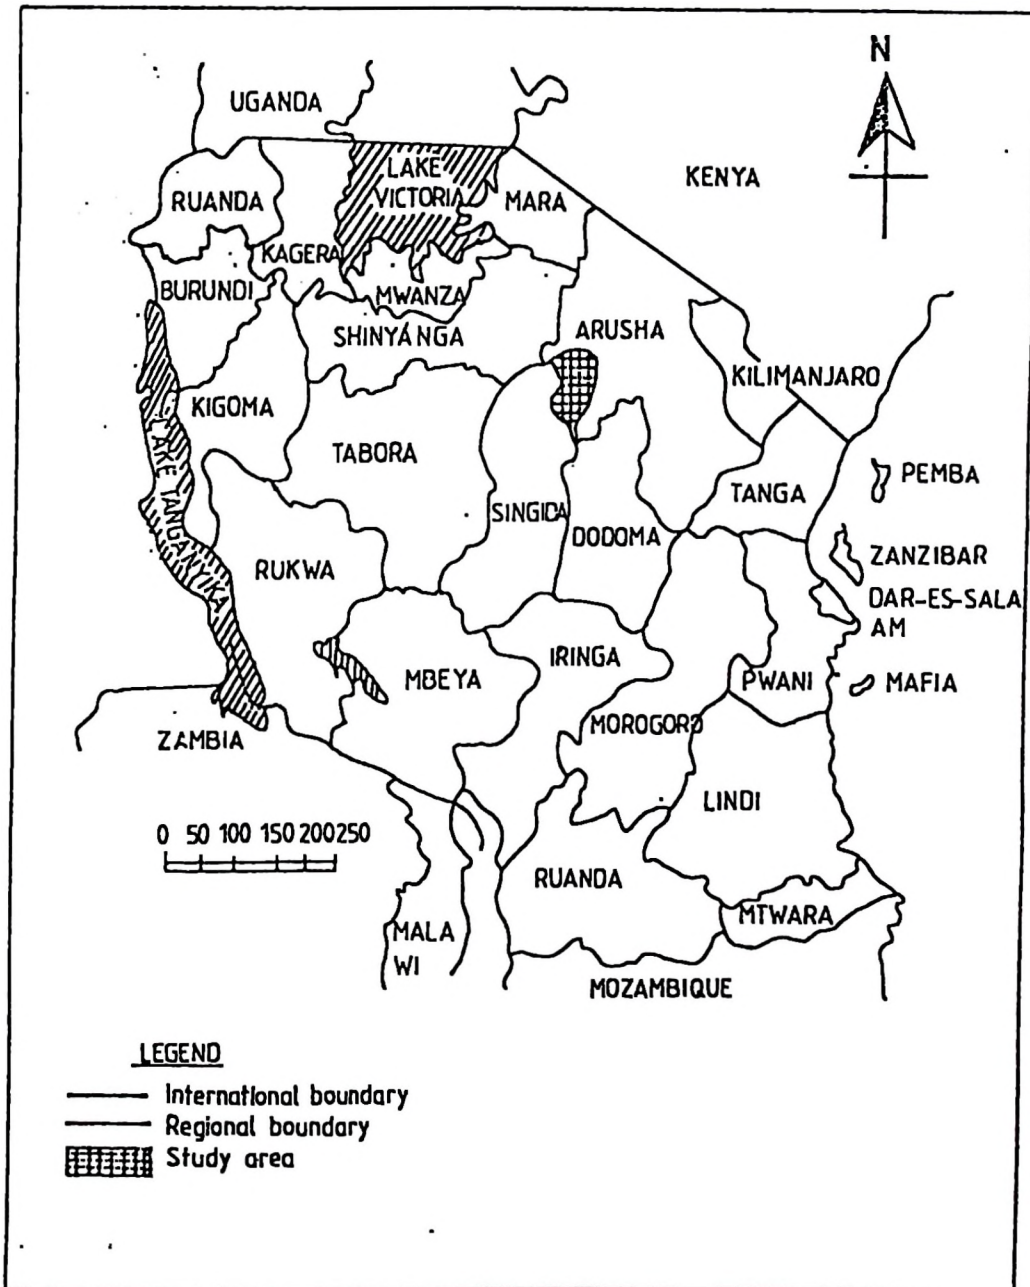 N
UGANDA
LAKE
VICTORIA
KENYA
RUANDA
MARA
KAGERA
BURUNDI
MWANZA
SHINYANGA
ARUSHA
KILIMANJARO
KIGOMA
TABORA
LAKE TANGANYIKA
SINGIDA
DODOMA
TANGA
PEMBA
ZANZIBAR
RUKWA
DAR-ES-SALA
AM
IRINGA
MBEYA
PWANI
MAFIA
ZAMBIA
MOROGORO
LINDI
0 50 100 150 200 250
RUANDA
MTWARA
MALA
WI
MOZAMBIQUE
LEGEND
International boundary
Regional boundary
Study area